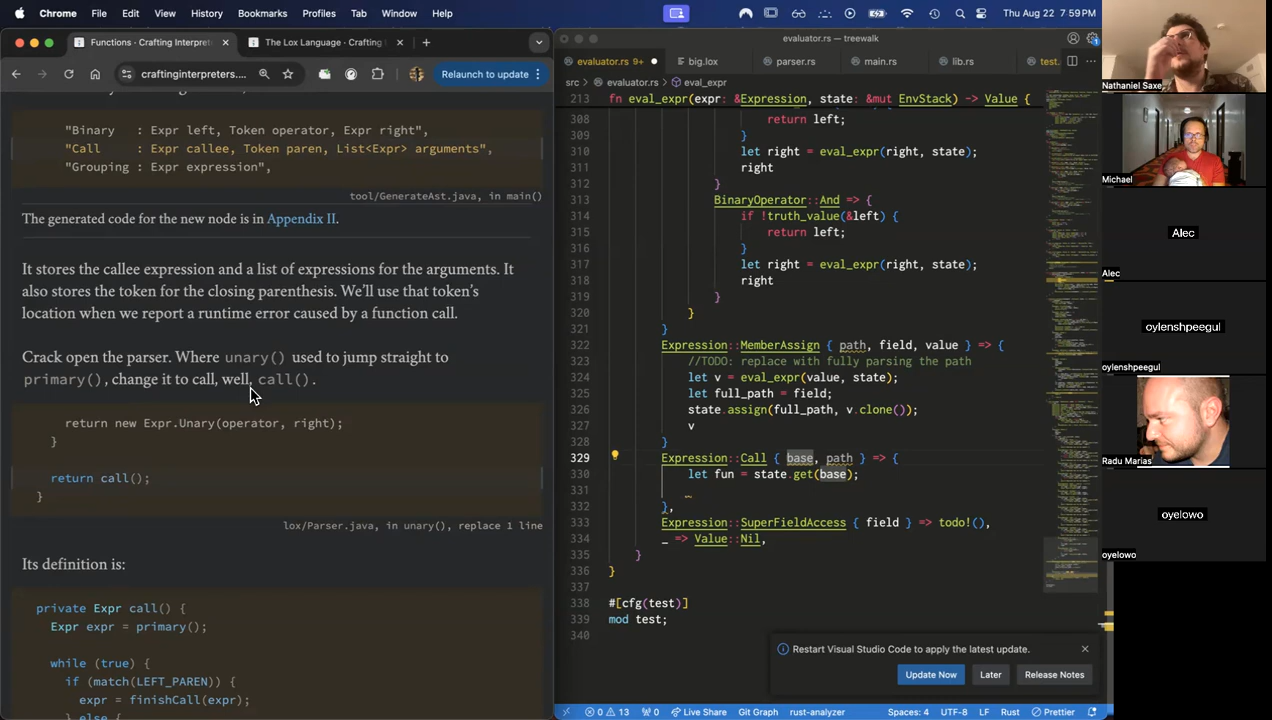 Chrome File Edit View History Bookmarks Profiles Tab Window Help Thu Aug 22 7:59 PM
Functions · Crafting Interpret
The Lox Language · Crafting
craftinginterpreters....
Relaunch to update
"Binary : Expr left, Token operator, Expr right",
"Call : Expr callee, Token paren, List<Expr> arguments",
"Grouping : Expr expression",
tool/GenerateAst.java, in main()
The generated code for the new node is in Appendix II.
It stores the callee expression and a list of expressions for the arguments. It
also stores the token for the closing parenthesis. We'll use that token's
location when we report a runtime error caused by a function call.
Crack open the parser. Where unary() used to jump straight to
primary(), change it to call, well, call().
return new Expr.Unary(operator, right);
}
return call();
}
lox/Parser.java, in unary(), replace 1 line
Its definition is:
private Expr call() {
Expr expr = primary();
while (true) {
if (match(LEFT_PAREN)) {
expr = finishCall(expr);
} else {
evaluator.rs — treewalk
evaluator.rs 9+
big.lox
parser.rs
main.rs
lib.rs
test.
src > evaluator.rs > eval_expr
213 fn eval_expr(expr: &Expression, state: &mut EnvStack) -> Value {
308 return left;
309 }
310 let right = eval_expr(right, state);
311 right
312 }
313 BinaryOperator::And => {
314 if !truth_value(&left) {
315 return left;
316 }
317 let right = eval_expr(right, state);
318 right
319 }
320 }
321 }
322 Expression::MemberAssign { path, field, value } => {
323 //TODO: replace with fully parsing the path
324 let v = eval_expr(value, state);
325 let full_path = field;
326 state.assign(full_path, v.clone());
327 v
328 }
329 Expression::Call { base, path } => {
330 let fun = state.get(base);
331
332 },
333 Expression::SuperFieldAccess { field } => todo!(),
334 _ => Value::Nil,
335 }
336 }
337
338 #[cfg(test)]
339 mod test;
340
Restart Visual Studio Code to apply the latest update.
Update Now
Later
Release Notes
0 13 0 Live Share Git Graph rust-analyzer Spaces: 4 UTF-8 LF Rust Prettier
Nathaniel Saxe
Michael
Alec
Alec
oylenshpeegul
oylenshpeegul
Radu Marias
oyelowo
oyelowo